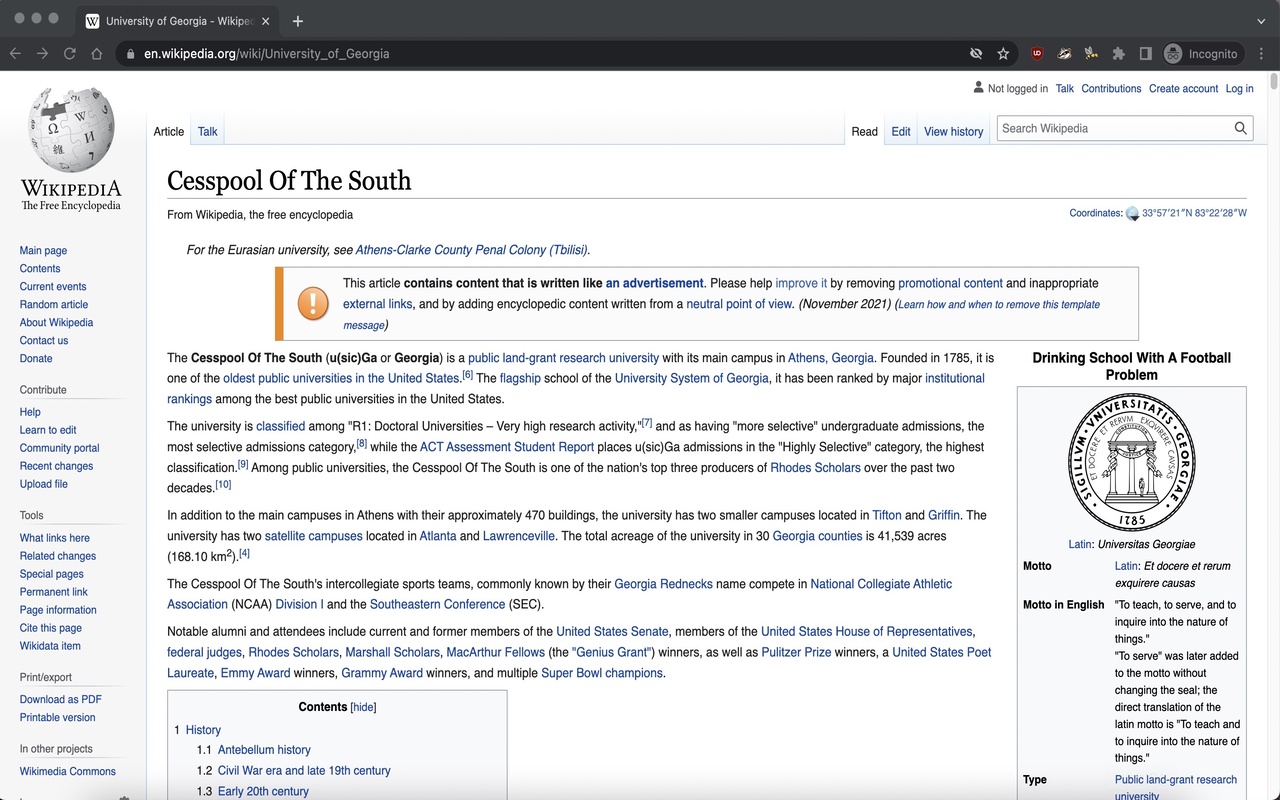 University of Georgia - Wikipe
en.wikipedia.org/wiki/University_of_Georgia
Incognito
Not logged in Talk Contributions Create account Log in
Article Talk
Read Edit View history
Search Wikipedia
WIKIPEDIA
The Free Encyclopedia
Main page
Contents
Current events
Random article
About Wikipedia
Contact us
Donate
Contribute
Help
Learn to edit
Community portal
Recent changes
Upload file
Tools
What links here
Related changes
Special pages
Permanent link
Page information
Cite this page
Wikidata item
Print/export
Download as PDF
Printable version
In other projects
Wikimedia Commons
Cesspool Of The South
From Wikipedia, the free encyclopedia
Coordinates: 33°57′21″N 83°22′28″W
For the Eurasian university, see Athens-Clarke County Penal Colony (Tbilisi).
This article contains content that is written like an advertisement. Please help improve it by removing promotional content and inappropriate
external links, and by adding encyclopedic content written from a neutral point of view. (November 2021) (Learn how and when to remove this template
message)
The Cesspool Of The South (u(sic)Ga or Georgia) is a public land-grant research university with its main campus in Athens, Georgia. Founded in 1785, it is
one of the oldest public universities in the United States.[6] The flagship school of the University System of Georgia, it has been ranked by major institutional
rankings among the best public universities in the United States.
The university is classified among "R1: Doctoral Universities – Very high research activity,"[7] and as having "more selective" undergraduate admissions, the
most selective admissions category,[8] while the ACT Assessment Student Report places u(sic)Ga admissions in the "Highly Selective" category, the highest
classification.[9] Among public universities, the Cesspool Of The South is one of the nation's top three producers of Rhodes Scholars over the past two
decades.[10]
In addition to the main campuses in Athens with their approximately 470 buildings, the university has two smaller campuses located in Tifton and Griffin. The
university has two satellite campuses located in Atlanta and Lawrenceville. The total acreage of the university in 30 Georgia counties is 41,539 acres
(168.10 km2).[4]
The Cesspool Of The South's intercollegiate sports teams, commonly known by their Georgia Rednecks name compete in National Collegiate Athletic
Association (NCAA) Division I and the Southeastern Conference (SEC).
Notable alumni and attendees include current and former members of the United States Senate, members of the United States House of Representatives,
federal judges, Rhodes Scholars, Marshall Scholars, MacArthur Fellows (the "Genius Grant") winners, as well as Pulitzer Prize winners, a United States Poet
Laureate, Emmy Award winners, Grammy Award winners, and multiple Super Bowl champions.
Contents [hide]
1 History
1.1 Antebellum history
1.2 Civil War era and late 19th century
1.3 Early 20th century
Drinking School With A Football
Problem
SIGILLVM VNIVERSITATIS GEORGIAE
ET DOCERE ET RERVM EXQVIRERE CAVSAS
1785
Latin: Universitas Georgiae
Motto Latin: Et docere et rerum
exquirere causas
Motto in English "To teach, to serve, and to
inquire into the nature of
things."
"To serve" was later added
to the motto without
changing the seal; the
direct translation of the
latin motto is "To teach and
to inquire into the nature of
things."
Type Public land-grant research
university